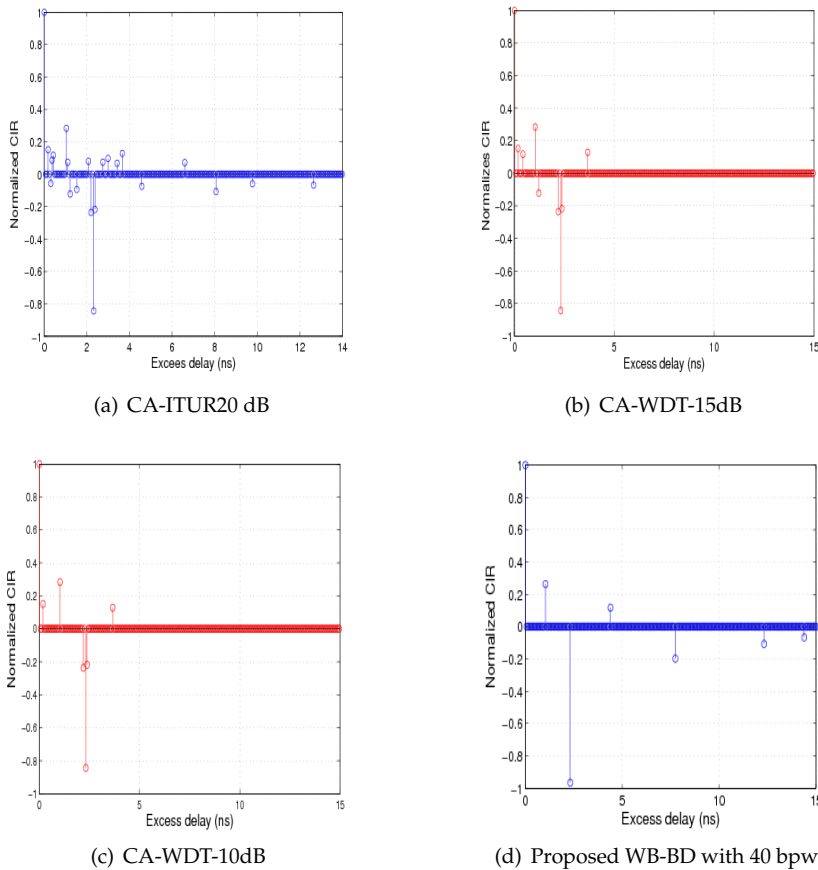 1
0.8
0.6
0.4
0.2
0
−0.2
−0.4
−0.6
−0.8
−1
Normalized CIR
0 2 4 6 8 10 12 14
Excees delay (ns)
(a) CA-ITUR20 dB
1
0.8
0.6
0.4
0.2
0
−0.2
−0.4
−0.6
−0.8
−1
Normalizes CIR
0 5 10 15
Excess delay (ns)
(b) CA-WDT-15dB
1
0.8
0.6
0.4
0.2
0
−0.2
−0.4
−0.6
−0.8
−1
Normalized CIR
0 5 10 15
Excess delay (ns)
(c) CA-WDT-10dB
1
0.8
0.6
0.4
0.2
0
−0.2
−0.4
−0.6
−0.8
−1
Normalized CIR
0 5 10 15
Excess delay (ns)
(d) Proposed WB-BD with 40 bpw